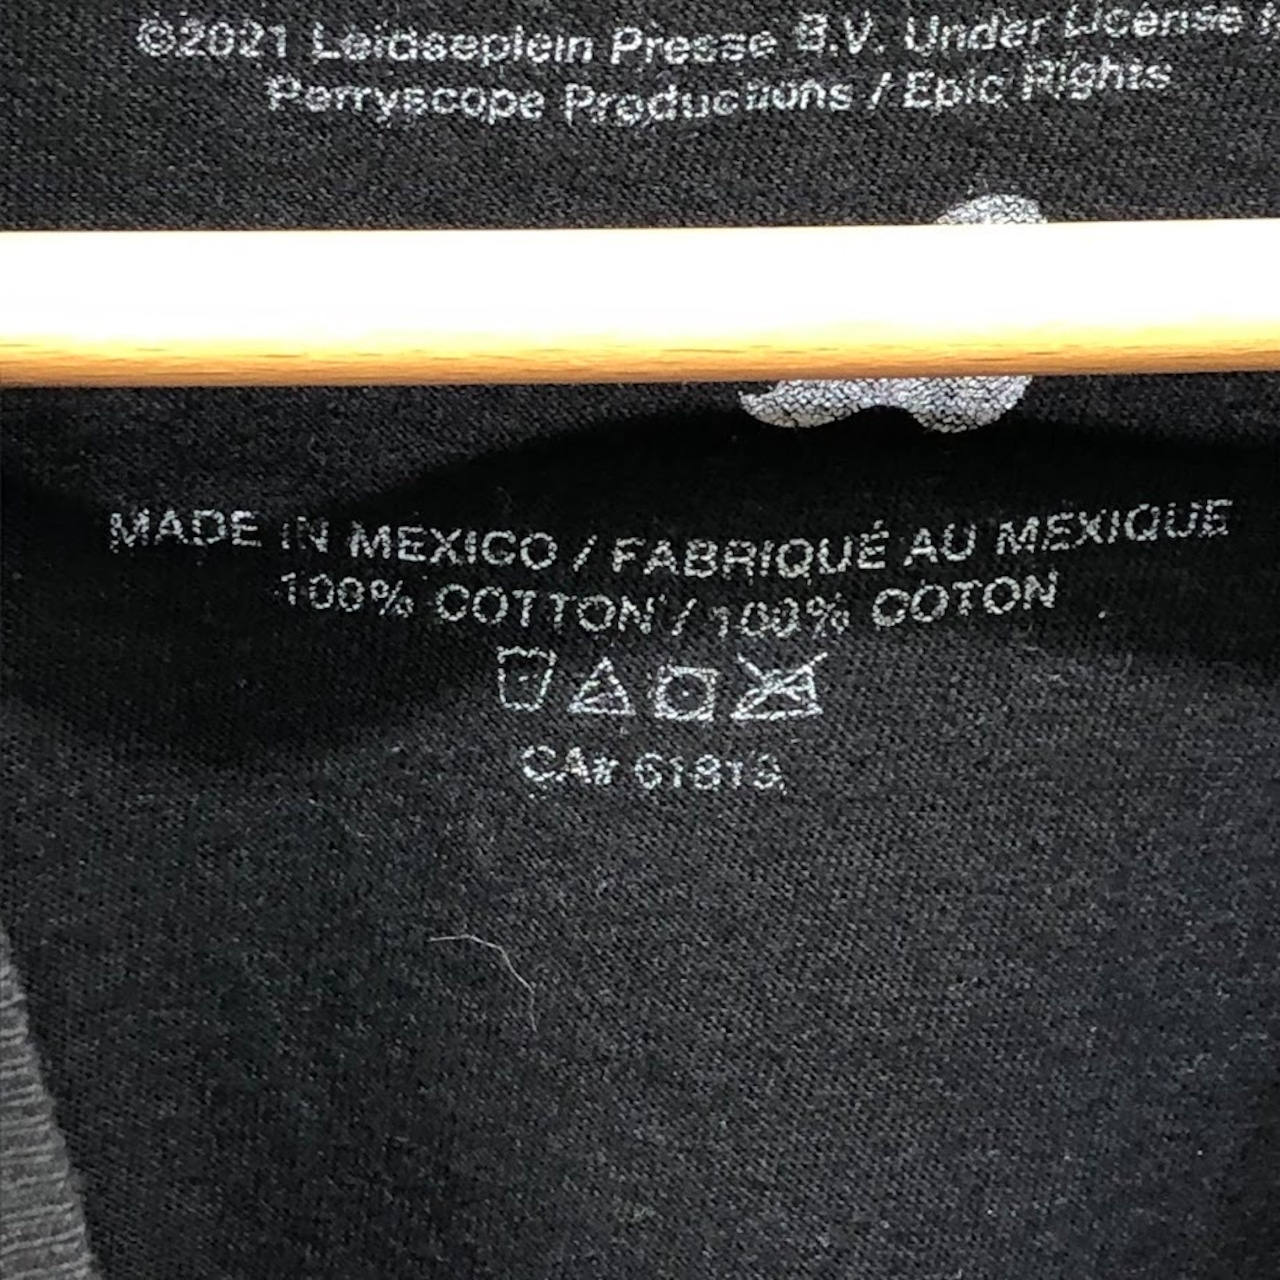 ©2021 Leidseplein Presse B.V. Under License
Perryscope Productions / Epic Rights
MADE IN MEXICO / FABRIQUÉ AU MEXIQUE
100% COTTON / 100% COTON
CA# 61813